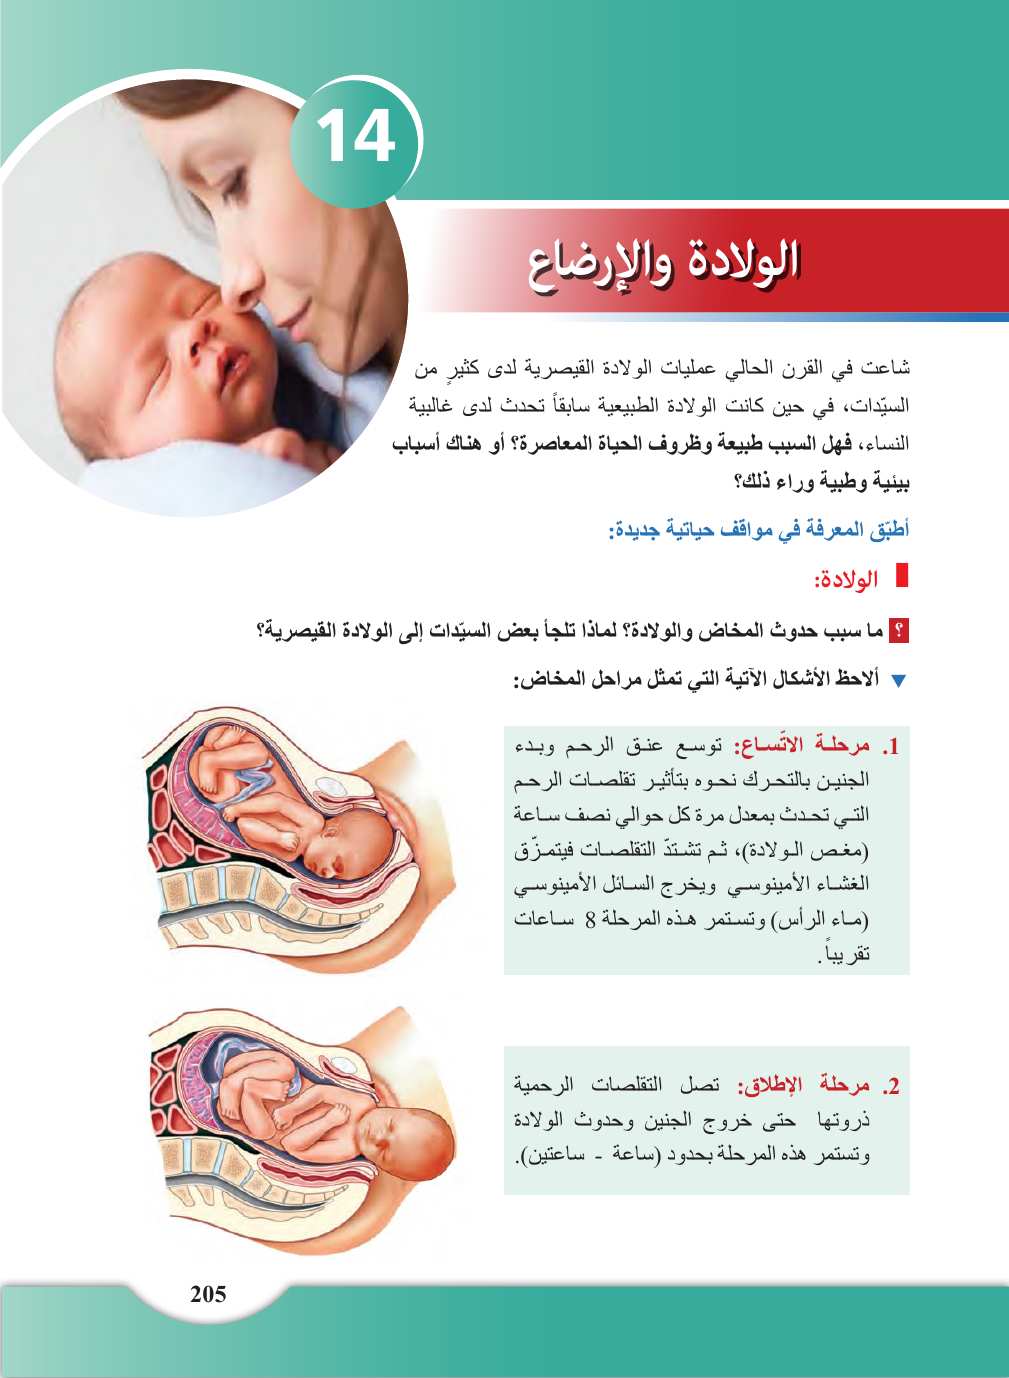 14
الولادة والإرضاع
شاعت في القرن الحالي عمليات الولادة القيصرية لدى كثيرٍ من
السيّدات، في حين كانت الولادة الطبيعية سابقاً تحدث لدى غالبية
النساء، فهل السبب طبيعة وظروف الحياة المعاصرة؟ أو هناك أسباب
بيئية وطبية وراء ذلك؟
أطبّق المعرفة في مواقف حياتية جديدة:
الولادة:
؟ ما سبب حدوث المخاض والولادة؟ لماذا تلجأ بعض السيّدات إلى الولادة القيصرية؟
ألاحظ الأشكال الآتية التي تمثل مراحل المخاض:
1. مرحلة الاتّساع: توسع عنق الرحم وبدء
الجنين بالتحرك نحوه بتأثير تقلصات الرحم
التي تحدث بمعدل مرة كل حوالي نصف ساعة
(مغص الولادة)، ثم تشتدّ التقلصات فيتمزّق
الغشاء الأمينوسي ويخرج السائل الأمينوسي
(ماء الرأس) وتستمر هذه المرحلة 8 ساعات
تقريباً.
2. مرحلة الإطلاق: تصل التقلصات الرحمية
ذروتها حتى خروج الجنين وحدوث الولادة
وتستمر هذه المرحلة بحدود (ساعة - ساعتين).
205